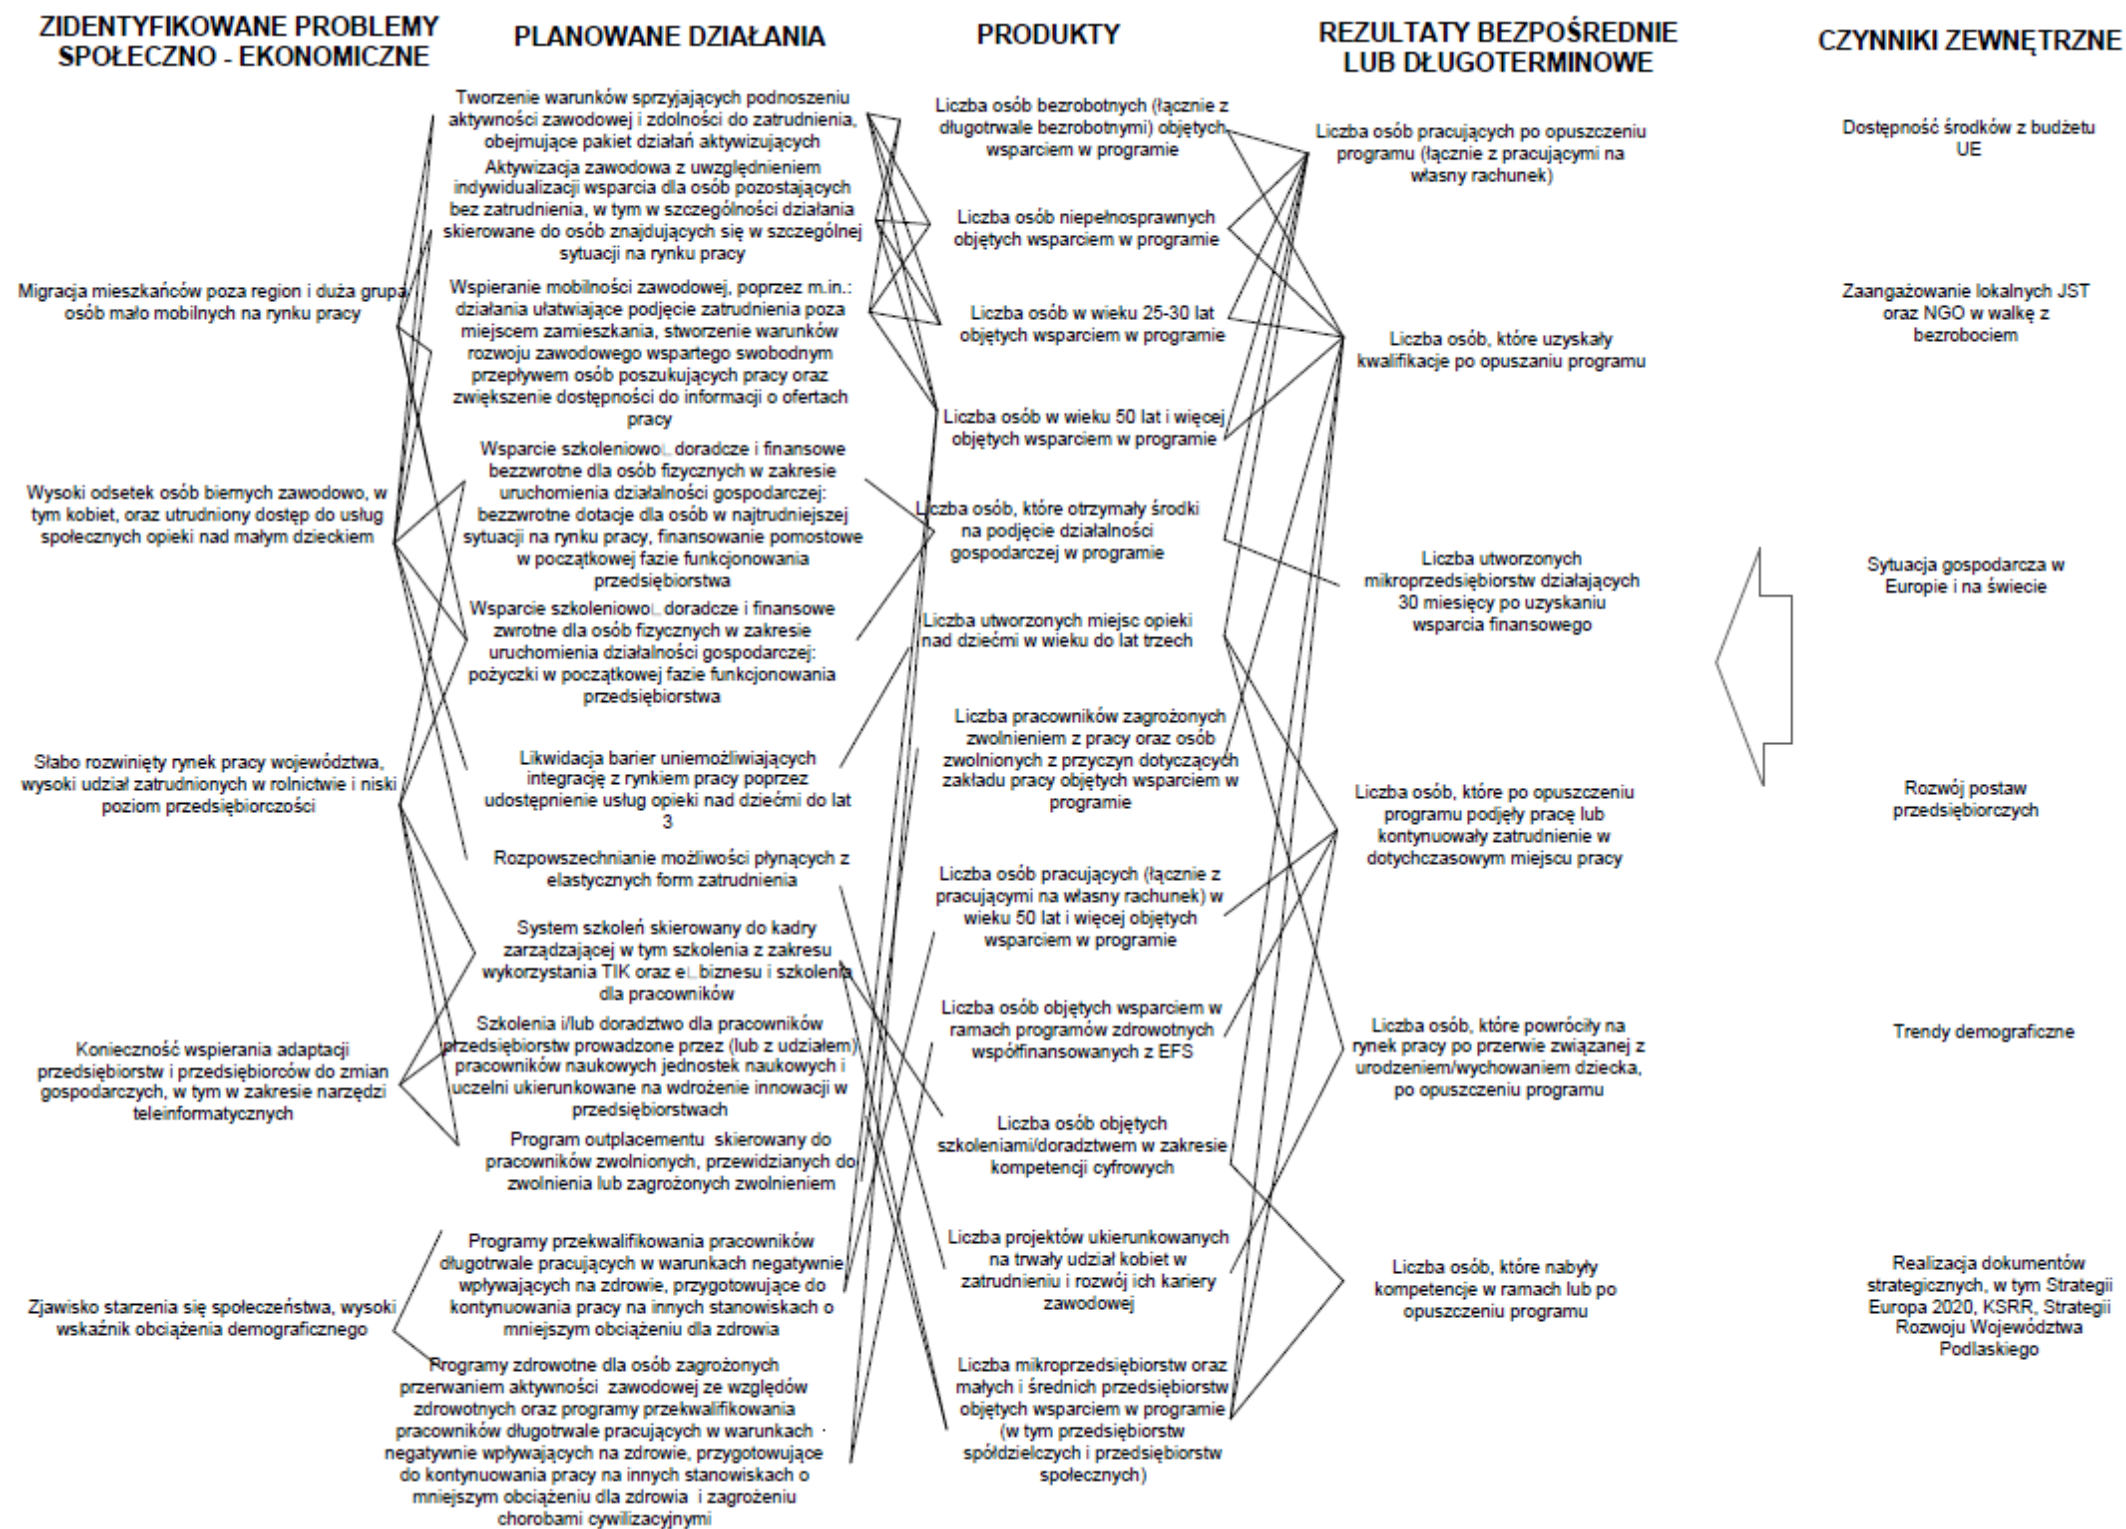 ZIDENTYFIKOWANE PROBLEMY
SPOŁECZNO - EKONOMICZNE
Migracja mieszkańców poza region i duża grupa
osób mało mobilnych na rynku pracy
Wysoki odsetek osób biernych zawodowo, w
tym kobiet, oraz utrudniony dostęp do usług
społecznych opieki nad małym dzieckiem
Słabo rozwinięty rynek pracy województwa,
wysoki udział zatrudnionych w rolnictwie i niski
poziom przedsiębiorczości
Konieczność wspierania adaptacji
przedsiębiorstw i przedsiębiorców do zmian
gospodarczych, w tym w zakresie narzędzi
teleinformatycznych
Zjawisko starzenia się społeczeństwa, wysoki
wskaźnik obciążenia demograficznego
PLANOWANE DZIAŁANIA
Tworzenie warunków sprzyjających podnoszeniu
aktywności zawodowej i zdolności do zatrudnienia,
obejmujące pakiet działań aktywizujących
Aktywizacja zawodowa z uwzględnieniem
indywidualizacji wsparcia dla osób pozostających
bez zatrudnienia, w tym w szczególności działania
skierowane do osób znajdujących się w szczególnej
sytuacji na rynku pracy
Wspieranie mobilności zawodowej, poprzez m.in.:
działania ułatwiające podjęcie zatrudnienia poza
miejscem zamieszkania, stworzenie warunków
rozwoju zawodowego wspartego swobodnym
przepływem osób poszukujących pracy oraz
zwiększenie dostępności do informacji o ofertach
pracy
Wsparcie szkoleniowo∟doradcze i finansowe
bezzwrotne dla osób fizycznych w zakresie
uruchomienia działalności gospodarczej:
bezzwrotne dotacje dla osób w najtrudniejszej
sytuacji na rynku pracy, finansowanie pomostowe
w początkowej fazie funkcjonowania
przedsiębiorstwa
Wsparcie szkoleniowo∟doradcze i finansowe
zwrotne dla osób fizycznych w zakresie
uruchomienia działalności gospodarczej:
pożyczki w początkowej fazie funkcjonowania
przedsiębiorstwa
Likwidacja barier uniemożliwiających
integrację z rynkiem pracy poprzez
udostępnienie usług opieki nad dziećmi do lat
3
Rozpowszechnianie możliwości płynących z
elastycznych form zatrudnienia
System szkoleń skierowany do kadry
zarządzającej w tym szkolenia z zakresu
wykorzystania TIK oraz e∟biznesu i szkolenia
dla pracowników
Szkolenia i/lub doradztwo dla pracowników
przedsiębiorstw prowadzone przez (lub z udziałem)
pracowników naukowych jednostek naukowych i
uczelni ukierunkowane na wdrożenie innowacji w
przedsiębiorstwach
Program outplacementu skierowany do
pracowników zwolnionych, przewidzianych do
zwolnienia lub zagrożonych zwolnieniem
Programy przekwalifikowania pracowników
długotrwale pracujących w warunkach negatywnie
wpływających na zdrowie, przygotowujące do
kontynuowania pracy na innych stanowiskach o
mniejszym obciążeniu dla zdrowia
Programy zdrowotne dla osób zagrożonych
przerwaniem aktywności zawodowej ze względów
zdrowotnych oraz programy przekwalifikowania
pracowników długotrwale pracujących w warunkach
negatywnie wpływających na zdrowie, przygotowujące
do kontynuowania pracy na innych stanowiskach o
mniejszym obciążeniu dla zdrowia i zagrożeniu
chorobami cywilizacyjnymi
PRODUKTY
Liczba osób bezrobotnych (łącznie z
długotrwale bezrobotnymi) objętych
wsparciem w programie
Liczba osób niepełnosprawnych
objętych wsparciem w programie
Liczba osób w wieku 25-30 lat
objętych wsparciem w programie
Liczba osób w wieku 50 lat i więcej
objętych wsparciem w programie
Liczba osób, które otrzymały środki
na podjęcie działalności
gospodarczej w programie
Liczba utworzonych miejsc opieki
nad dziećmi w wieku do lat trzech
Liczba pracowników zagrożonych
zwolnieniem z pracy oraz osób
zwolnionych z przyczyn dotyczących
zakładu pracy objętych wsparciem w
programie
Liczba osób pracujących (łącznie z
pracującymi na własny rachunek) w
wieku 50 lat i więcej objętych
wsparciem w programie
Liczba osób objętych wsparciem w
ramach programów zdrowotnych
współfinansowanych z EFS
Liczba osób objętych
szkoleniami/doradztwem w zakresie
kompetencji cyfrowych
Liczba projektów ukierunkowanych
na trwały udział kobiet w
zatrudnieniu i rozwój ich kariery
zawodowej
Liczba mikroprzedsiębiorstw oraz
małych i średnich przedsiębiorstw
objętych wsparciem w programie
(w tym przedsiębiorstw
spółdzielczych i przedsiębiorstw
społecznych)
REZULTATY BEZPOŚREDNIE
LUB DŁUGOTERMINOWE
Liczba osób pracujących po opuszczeniu
programu (łącznie z pracującymi na
własny rachunek)
Liczba osób, które uzyskały
kwalifikacje po opuszaniu programu
Liczba utworzonych
mikroprzedsiębiorstw działających
30 miesięcy po uzyskaniu
wsparcia finansowego
Liczba osób, które po opuszczeniu
programu podjęły pracę lub
kontynuowały zatrudnienie w
dotychczasowym miejscu pracy
Liczba osób, które powróciły na
rynek pracy po przerwie związanej z
urodzeniem/wychowaniem dziecka,
po opuszczeniu programu
Liczba osób, które nabyły
kompetencje w ramach lub po
opuszczeniu programu
CZYNNIKI ZEWNĘTRZNE
Dostępność środków z budżetu
UE
Zaangażowanie lokalnych JST
oraz NGO w walkę z
bezrobociem
Sytuacja gospodarcza w
Europie i na świecie
Rozwój postaw
przedsiębiorczych
Trendy demograficzne
Realizacja dokumentów
strategicznych, w tym Strategii
Europa 2020, KSRR, Strategii
Rozwoju Województwa
Podlaskiego